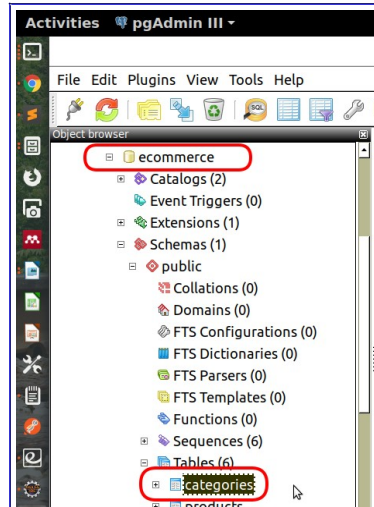 Activities pgAdmin III
File Edit Plugins View Tools Help
SQL
Object browser
ecommerce
Catalogs (2)
Event Triggers (0)
Extensions (1)
Schemas (1)
public
Collations (0)
Domains (0)
FTS Configurations (0)
FTS Dictionaries (0)
FTS Parsers (0)
FTS Templates (0)
Functions (0)
Sequences (6)
Tables (6)
categories
products